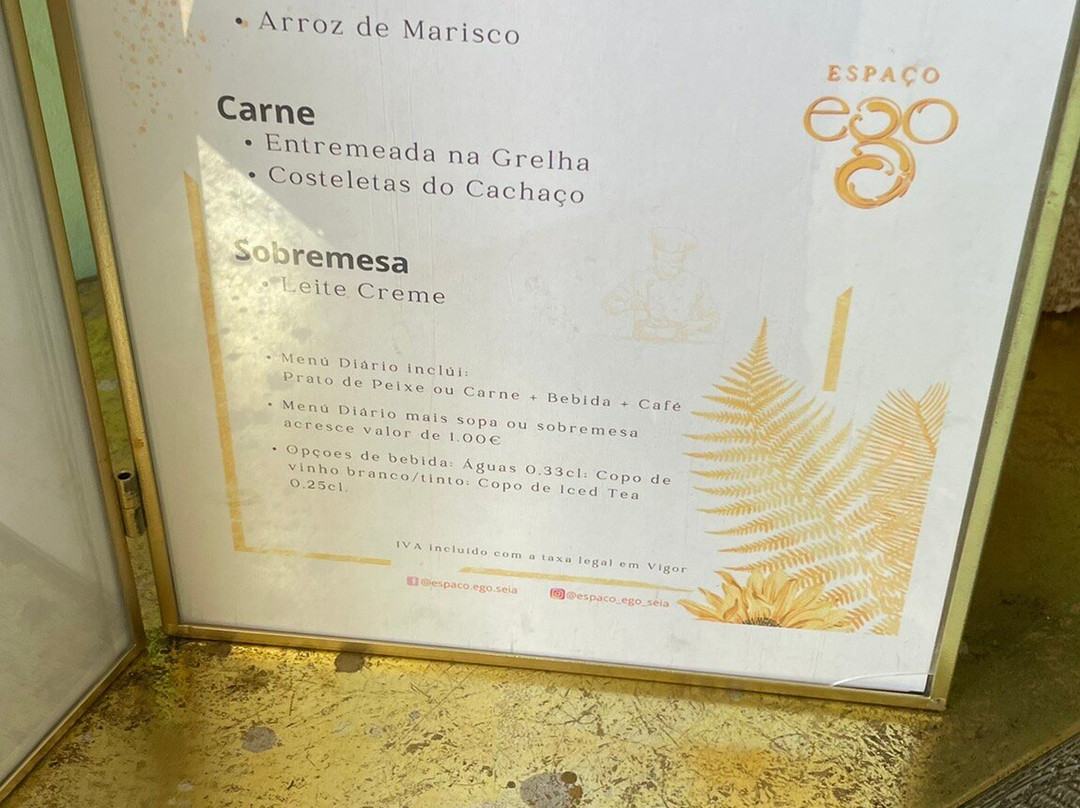 • Arroz de Marisco
ESPAÇO
ego
Carne
• Entremeada na Grelha
• Costeletas do Cachaço
Sobremesa
• Leite Creme
• Menú Diário inclúi:
Prato de Peixe ou Carne + Bebida + Café
• Menú Diário mais sopa ou sobremesa
acresce valor de 1.00€
• Opçoes de bebida: Águas 0.33cl; Copo de
vinho branco/tinto; Copo de Iced Tea
0.25cl.
IVA incluído com a taxa legal em Vigor
@espaco.ego.seia
@espaco_ego_seia